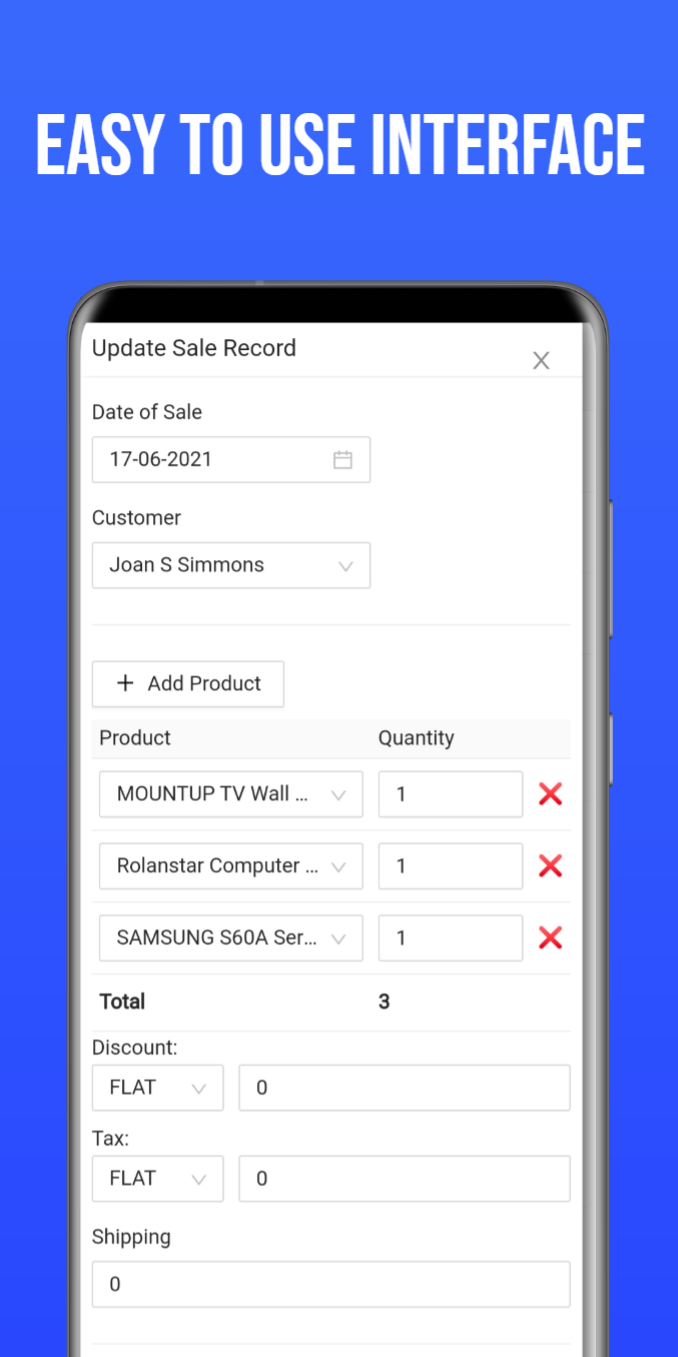 EASY TO USE INTERFACE
Update Sale Record
Date of Sale
17-06-2021
Customer
Joan S Simmons
+ Add Product
Product Quantity
MOUNTUP TV Wall ... 1
Rolanstar Computer ... 1
SAMSUNG S60A Ser... 1
Total 3
Discount:
FLAT 0
Tax:
FLAT 0
Shipping
0